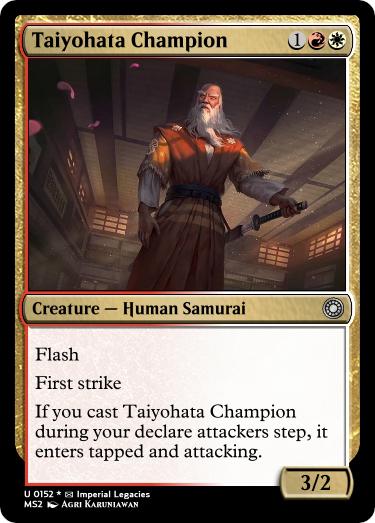 Taiyohata Champion 1
Creature — Human Samurai
Flash
First strike
If you cast Taiyohata Champion
during your declare attackers step, it
enters tapped and attacking.
3/2
U 0152 * Imperial Legacies
MS2 Agri Karuniawan